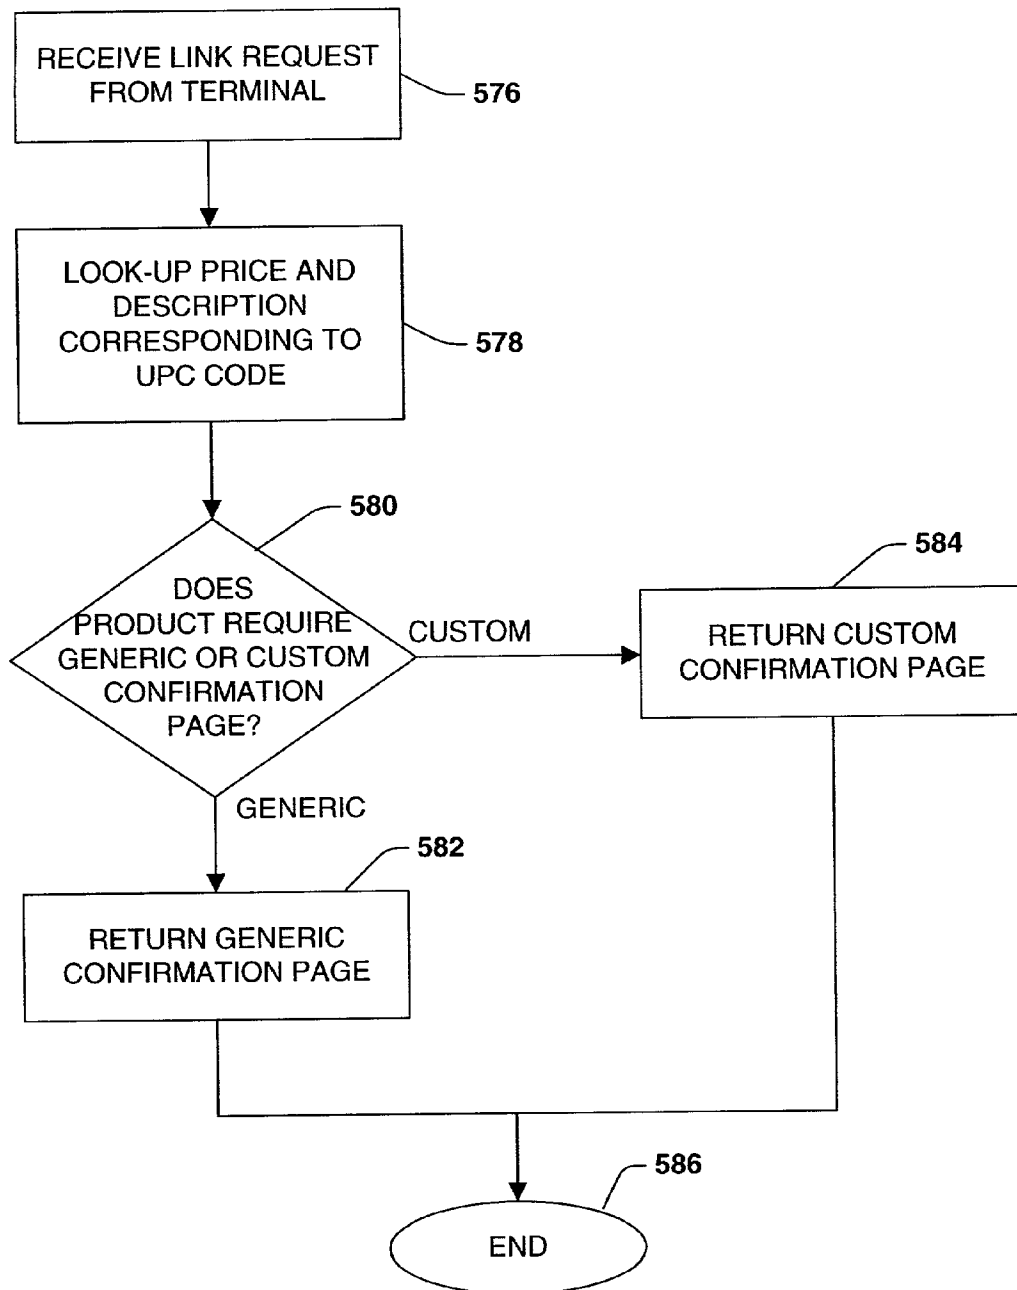 RECEIVE LINK REQUEST
FROM TERMINAL
576
LOOK-UP PRICE AND
DESCRIPTION
CORRESPONDING TO
UPC CODE
578
580
DOES
PRODUCT REQUIRE
GENERIC OR CUSTOM
CONFIRMATION
PAGE?
CUSTOM
584
RETURN CUSTOM
CONFIRMATION PAGE
GENERIC
582
RETURN GENERIC
CONFIRMATION PAGE
586
END